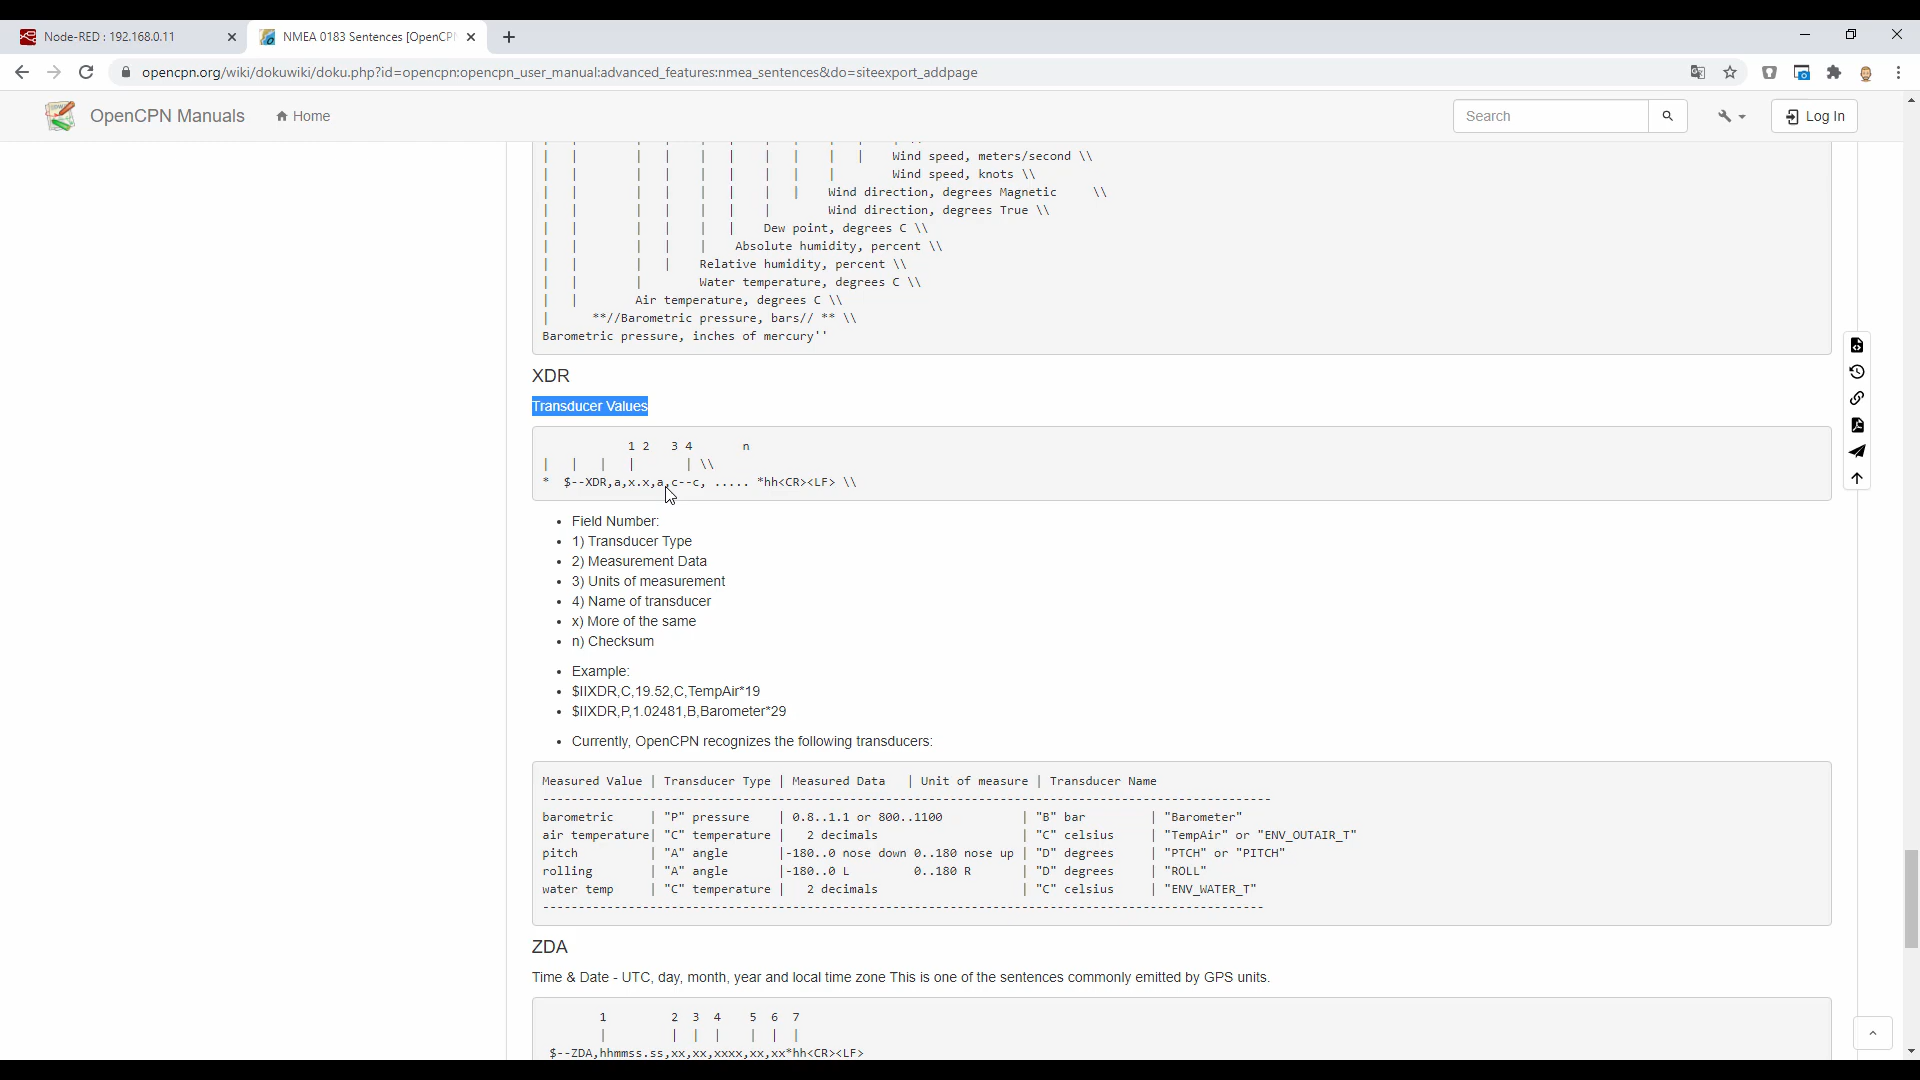 Node-RED : 192.168.0.11
NMEA 0183 Sentences [OpenCP
opencpn.org/wiki/dokuwiki/doku.php?id=opencpn:opencpn_user_manual:advanced_features:nmea_sentences&do=siteexport_addpage
OpenCPN Manuals
Home
Search
Log In
| | | | | | | | | | Wind speed, meters/second \\
| | | | | | | | | Wind speed, knots \\
| | | | | | | | Wind direction, degrees Magnetic \\
| | | | | | | Wind direction, degrees True \\
| | | | | | Dew point, degrees C \\
| | | | | Absolute humidity, percent \\
| | | | Relative humidity, percent \\
| | | Water temperature, degrees C \\
| | Air temperature, degrees C \\
| **//Barometric pressure, bars// ** \\
Barometric pressure, inches of mercury''
XDR
Transducer Values
1 2 3 4 n
| | | | | \\
* $--XDR,a,x.x,a,c--c, ..... *hh<CR><LF> \\
• Field Number:
• 1) Transducer Type
• 2) Measurement Data
• 3) Units of measurement
• 4) Name of transducer
• x) More of the same
• n) Checksum
• Example:
• $IIXDR,C,19.52,C,TempAir*19
• $IIXDR,P,1.02481,B,Barometer*29
• Currently, OpenCPN recognizes the following transducers:
Measured Value | Transducer Type | Measured Data | Unit of measure | Transducer Name
--------------------------------------------------------------------------------
barometric | "P" pressure | 0.8..1.1 or 800..1100 | "B" bar | "Barometer"
air temperature| "C" temperature | 2 decimals | "C" celsius | "TempAir" or "ENV_OUTAIR_T"
pitch | "A" angle |-180..0 nose down 0..180 nose up | "D" degrees | "PTCH" or "PITCH"
rolling | "A" angle |-180..0 L 0..180 R | "D" degrees | "ROLL"
water temp | "C" temperature | 2 decimals | "C" celsius | "ENV_WATER_T"
--------------------------------------------------------------------------------
ZDA
Time & Date - UTC, day, month, year and local time zone This is one of the sentences commonly emitted by GPS units.
1 2 3 4 5 6 7
| | | | | | |
$--ZDA,hhmmss.ss,xx,xx,xxxx,xx,xx*hh<CR><LF>